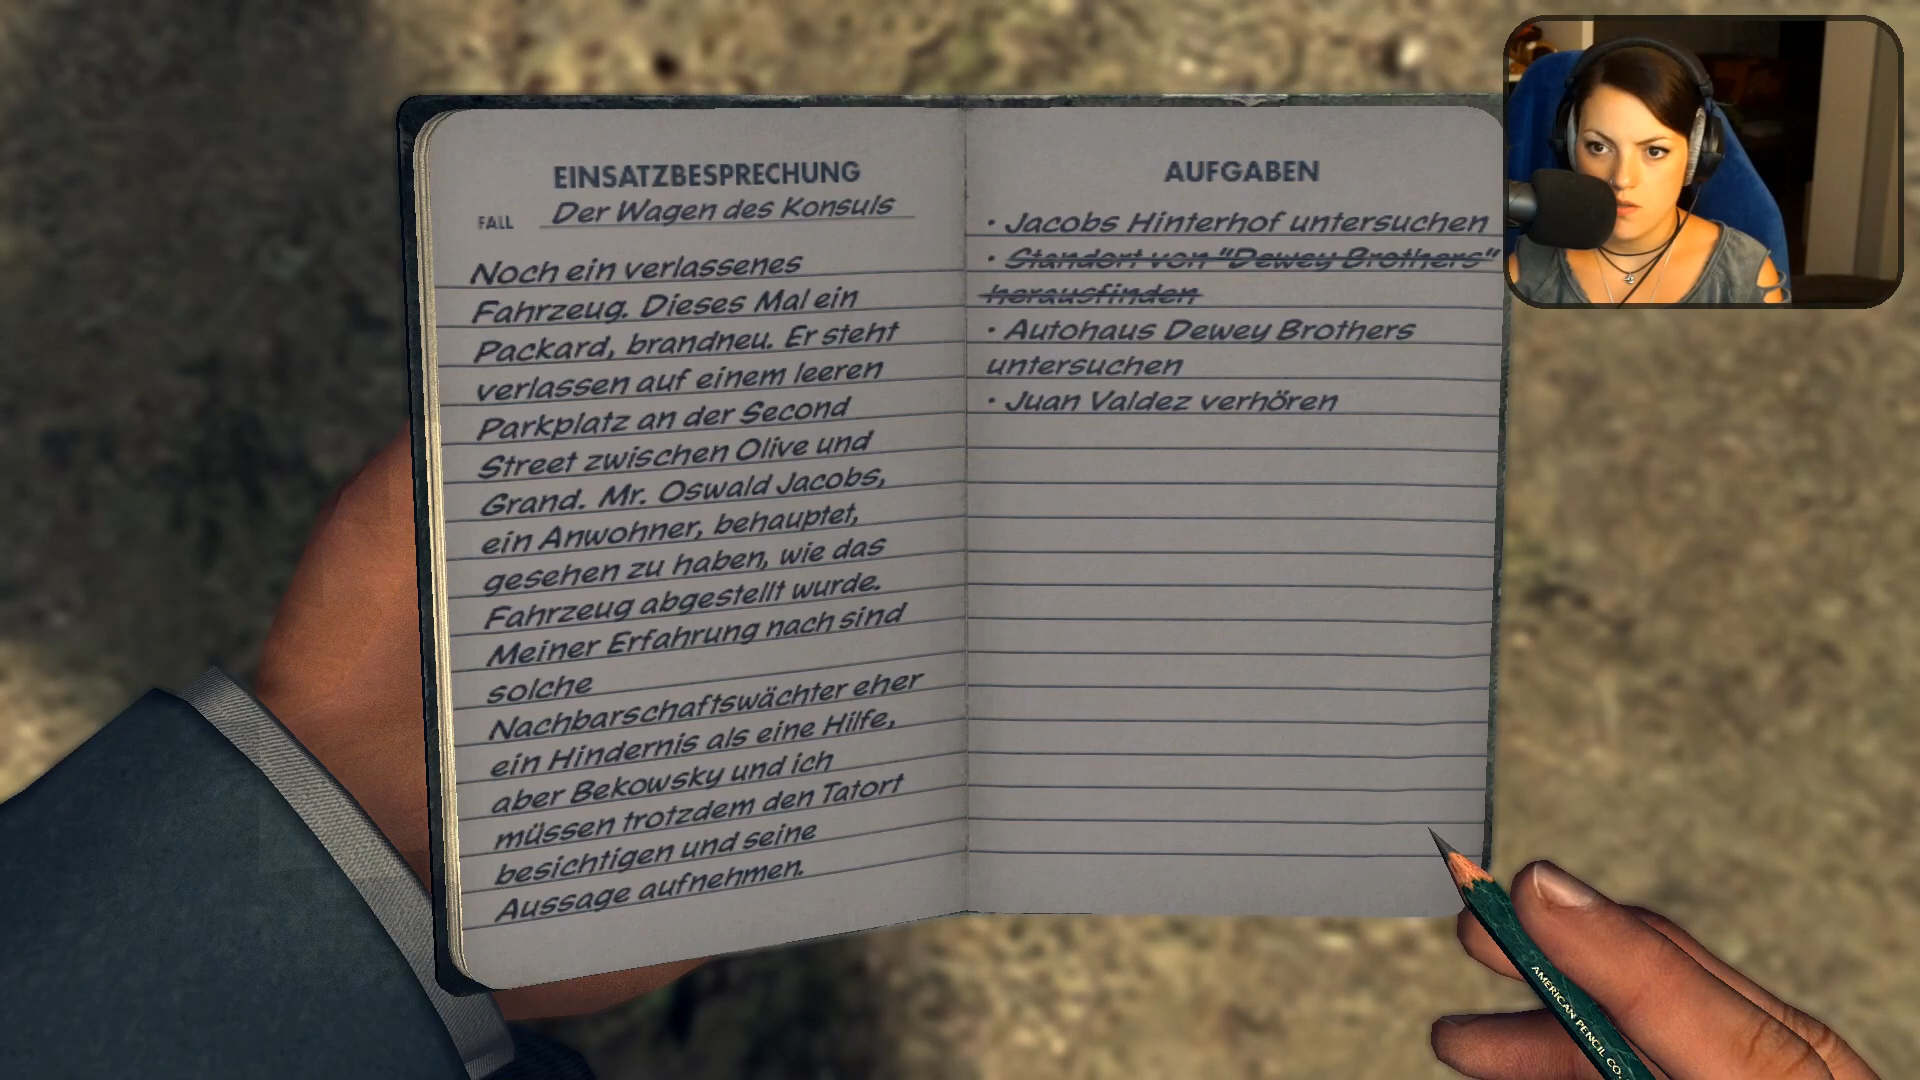 EINSATZBESPRECHUNG
FALL Der Wagen des Konsuls
Noch ein verlassenes
Fahrzeug. Dieses Mal ein
Packard, brandneu. Er steht
verlassen auf einem leeren
Parkplatz an der Second
Street zwischen Olive und
Grand. Mr. Oswald Jacobs,
ein Anwohner, behauptet,
gesehen zu haben, wie das
Fahrzeug abgestellt wurde.
Meiner Erfahrung nach sind
solche
Nachbarschaftswächter eher
ein Hindernis als eine Hilfe,
aber Bekowsky und ich
müssen trotzdem den Tatort
besichtigen und seine
Aussage aufnehmen.
AUFGABEN
• Jacobs Hinterhof untersuchen
• Standort von "Dewey Brothers"
herausfinden
• Autohaus Dewey Brothers
untersuchen
• Juan Valdez verhören
AMERICAN PENCIL CO.